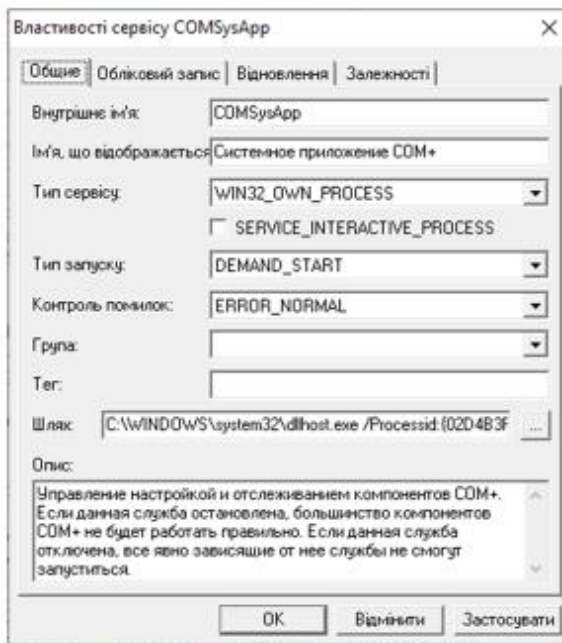 Властивості сервісу COMSysApp
Общие Обліковий запис Відновлення Залежності
Внутрішнє ім'я: COMSysApp
Ім'я, що відображається Системное приложение COM+
Тип сервісу: WIN32_OWN_PROCESS
SERVICE_INTERACTIVE_PROCESS
Тип запуску: DEMAND_START
Контроль помилок: ERROR_NORMAL
Група:
Тег:
Шлях: C:\WINDOWS\system32\dllhost.exe /Processid:{02D4B3F ...
Опис:
Управление настройкой и отслеживанием компонентов COM+.
Если данная служба остановлена, большинство компонентов
COM+ не будет работать правильно. Если данная служба
отключена, все явно зависящие от нее службы не смогут
запуститься.
OK Відмінити Застосувати